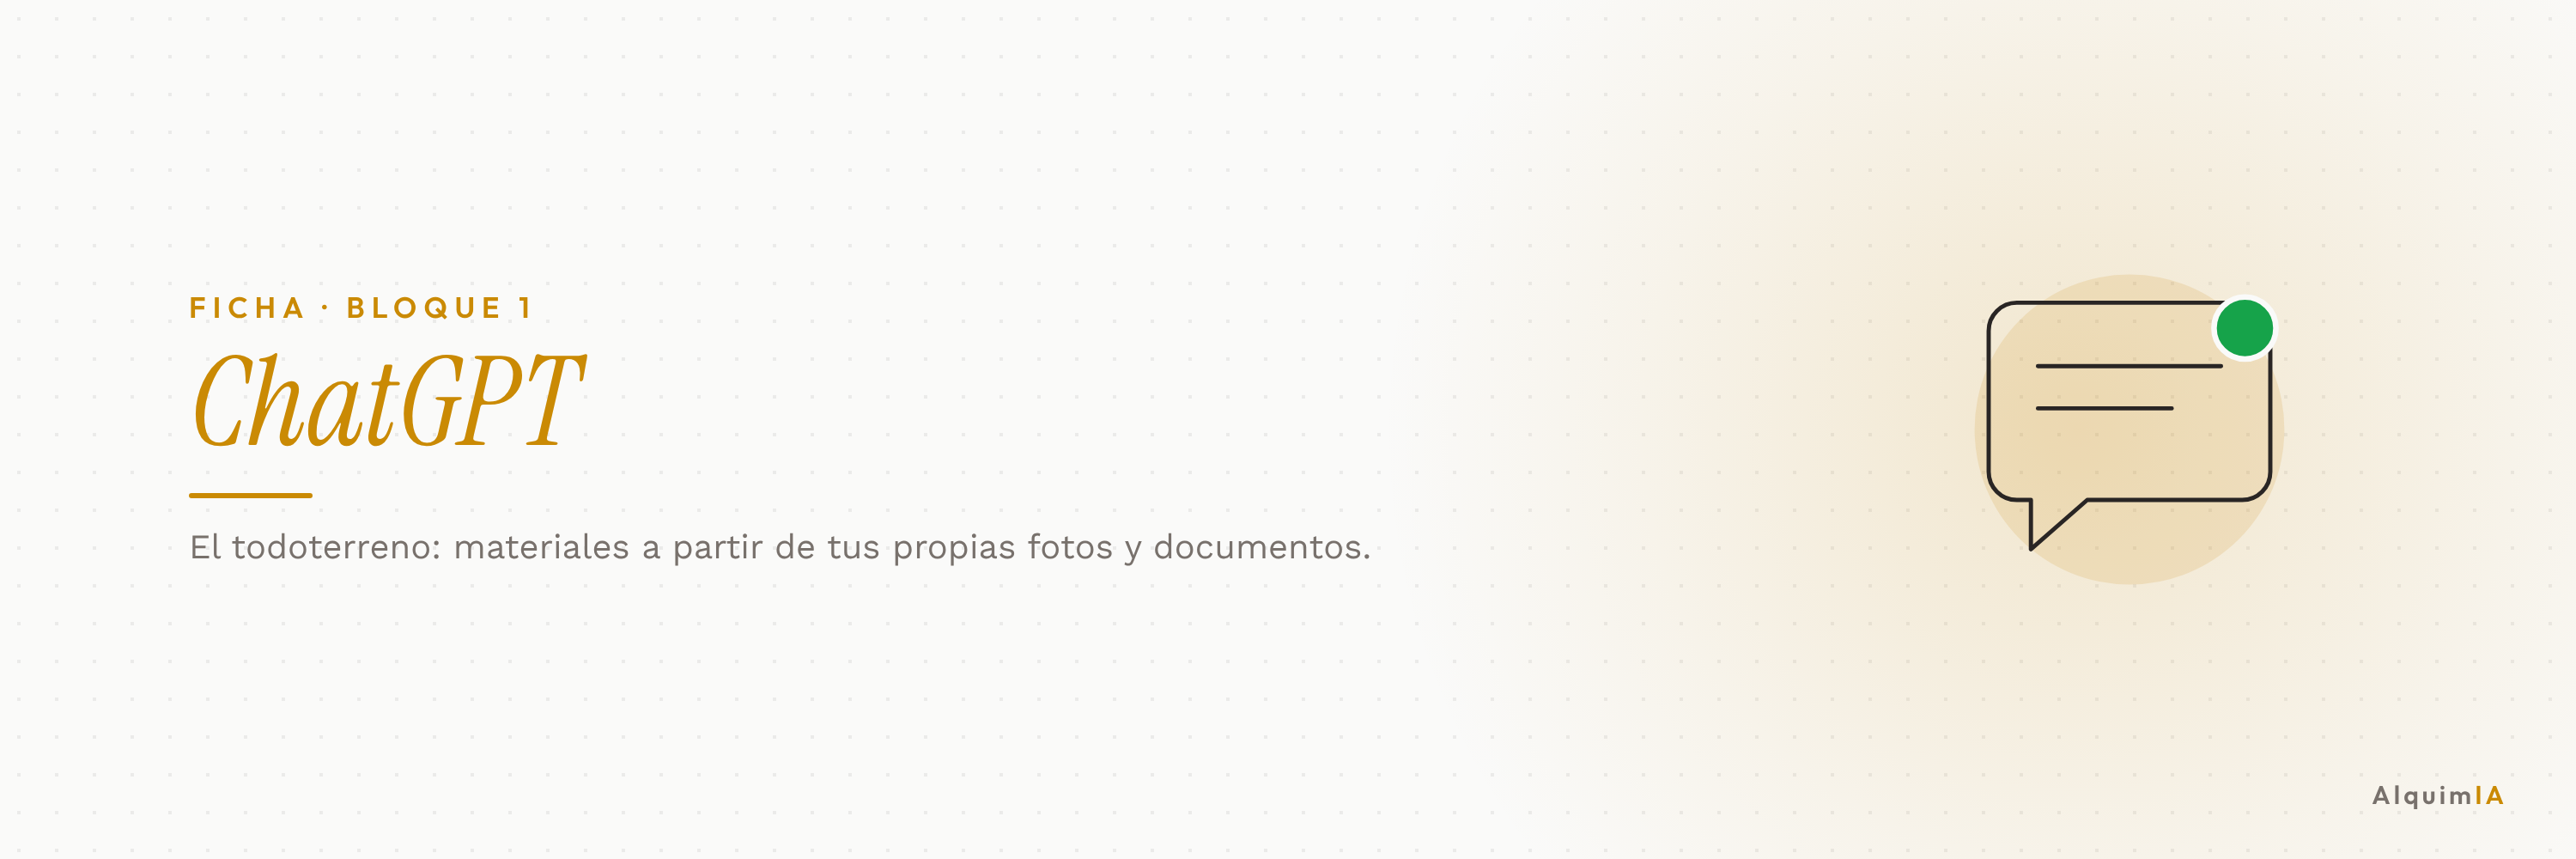 FICHA · BLOQUE 1
ChatGPT
El todoterreno: materiales a partir de tus propias fotos y documentos.
AlquimIA